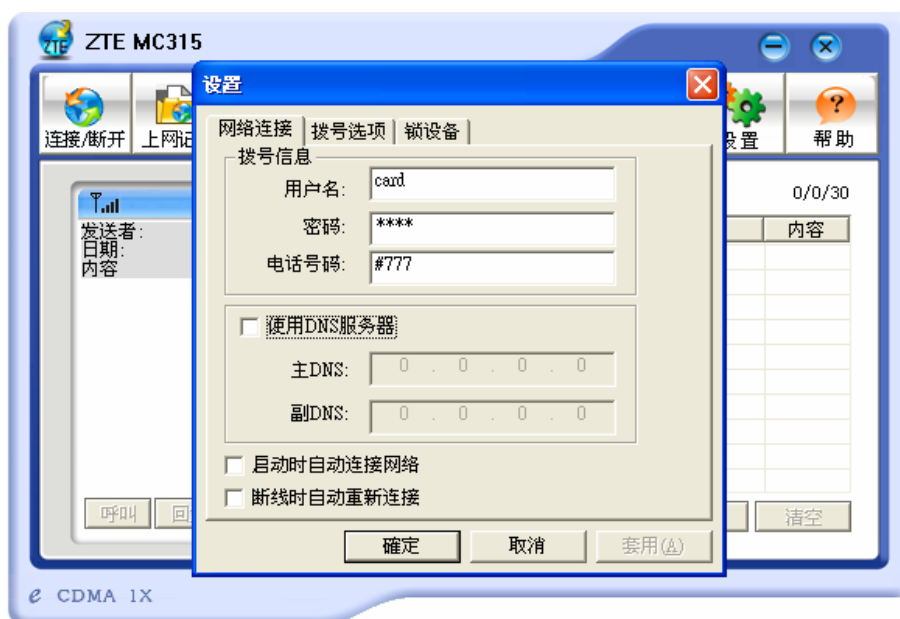 ZTE ZTE MC315
连接/断开 上网记
设置
置
帮助
网络连接 拨号选项 锁设备
拨号信息
用户名: card
密码: ****
电话号码: #777
0/0/30
发送者:
日期:
内容
内容
使用DNS服务器
主DNS: 0 . 0 . 0 . 0
副DNS: 0 . 0 . 0 . 0
启动时自动连接网络
断线时自动重新连接
呼叫 回
清空
確定 取消 套用(A)
e CDMA 1X